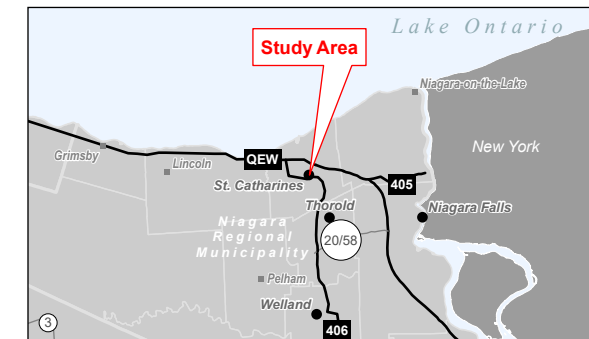 Lake Ontario
Study Area
Niagara-on-the-Lake
New York
Grimsby
Lincoln
QEW
St. Catharines
405
Thorold
Niagara Falls
Niagara
Regional
Municipality
20/58
Pelham
Welland
3
406